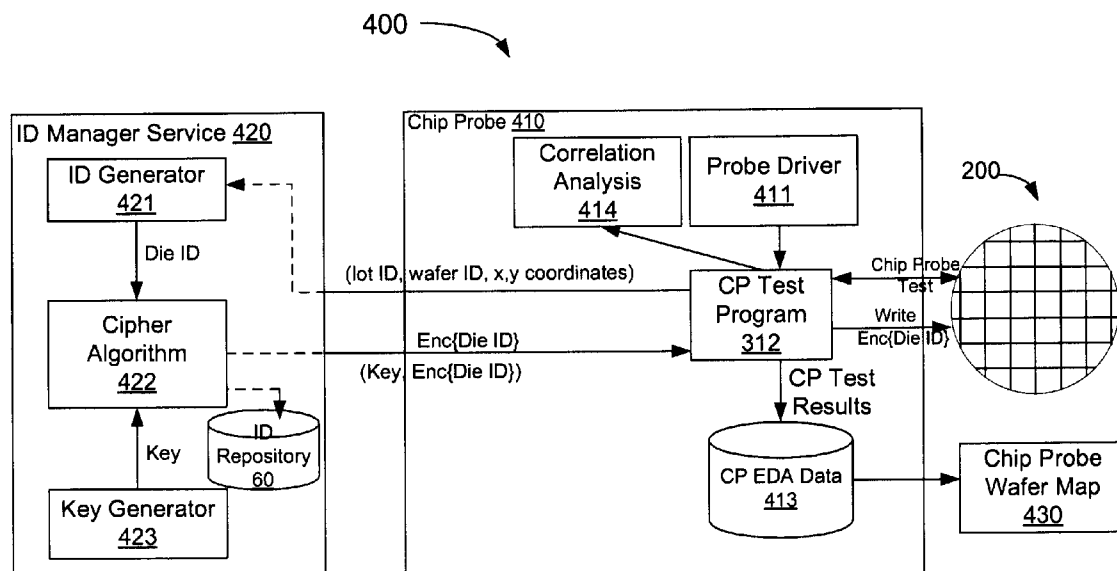 400
ID Manager Service 420
ID Generator
421
Die ID
Cipher
Algorithm
422
Key
ID
Repository
60
Key Generator
423
Chip Probe 410
Correlation
Analysis
414
Probe Driver
411
(lot ID, wafer ID, x,y coordinates)
Enc{Die ID}
(Key, Enc{Die ID})
CP Test
Program
312
CP Test
Results
CP EDA Data
413
200
Chip Probe
Test
Write
Enc{Die ID}
Chip Probe
Wafer Map
430